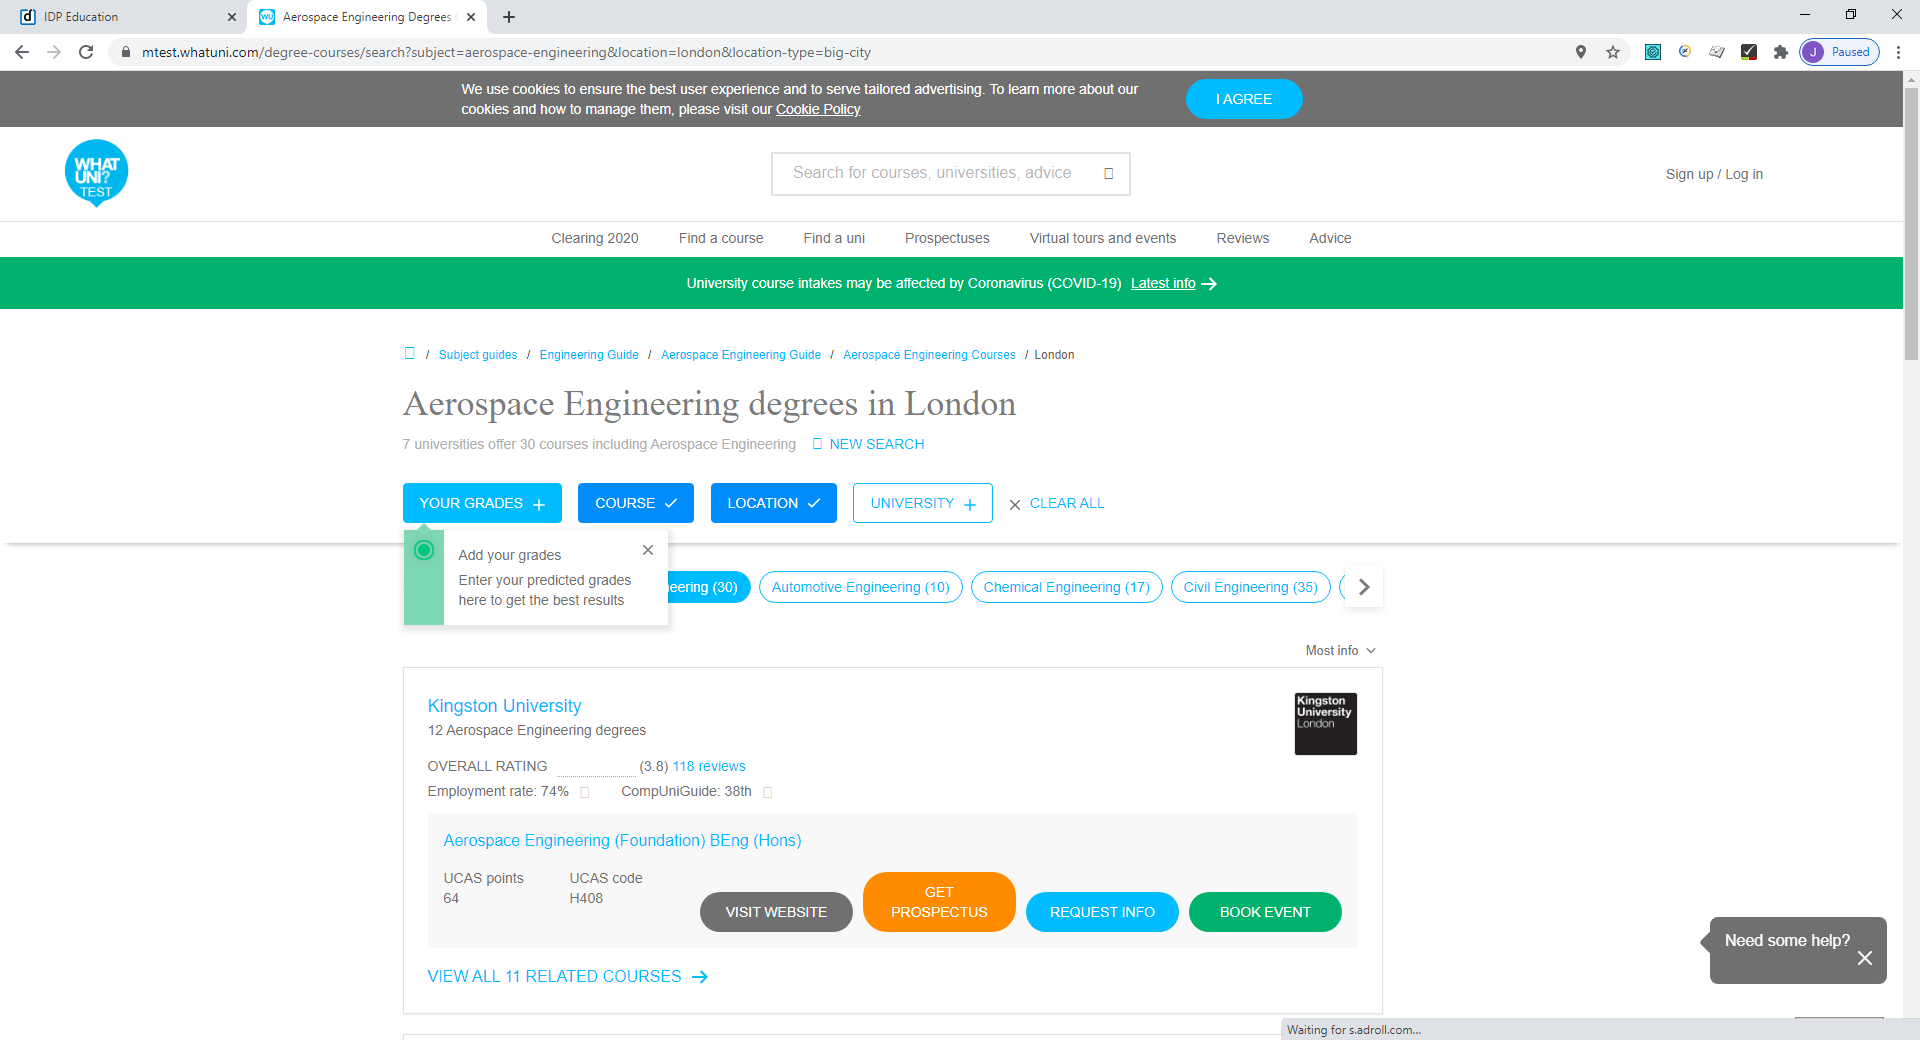 IDP Education
Aerospace Engineering Degrees
mtest.whatuni.com/degree-courses/search?subject=aerospace-engineering&location=london&location-type=big-city
J Paused
We use cookies to ensure the best user experience and to serve tailored advertising. To learn more about our
cookies and how to manage them, please visit our Cookie Policy
I AGREE
WHAT
UNI?
TEST
Search for courses, universities, advice
Sign up / Log in
Clearing 2020 Find a course Find a uni Prospectuses Virtual tours and events Reviews Advice
University course intakes may be affected by Coronavirus (COVID-19) Latest info
/ Subject guides / Engineering Guide / Aerospace Engineering Guide / Aerospace Engineering Courses / London
Aerospace Engineering degrees in London
7 universities offer 30 courses including Aerospace Engineering NEW SEARCH
YOUR GRADES COURSE LOCATION UNIVERSITY CLEAR ALL
Add your grades
Enter your predicted grades
here to get the best results
eering (30) Automotive Engineering (10) Chemical Engineering (17) Civil Engineering (35)
Most info
Kingston University
12 Aerospace Engineering degrees
Kingston
University
London
OVERALL RATING (3.8) 118 reviews
Employment rate: 74% CompUniGuide: 38th
Aerospace Engineering (Foundation) BEng (Hons)
UCAS points UCAS code
64 H408
VISIT WEBSITE
GET
PROSPECTUS
REQUEST INFO
BOOK EVENT
VIEW ALL 11 RELATED COURSES
Need some help?
Waiting for s.adroll.com...